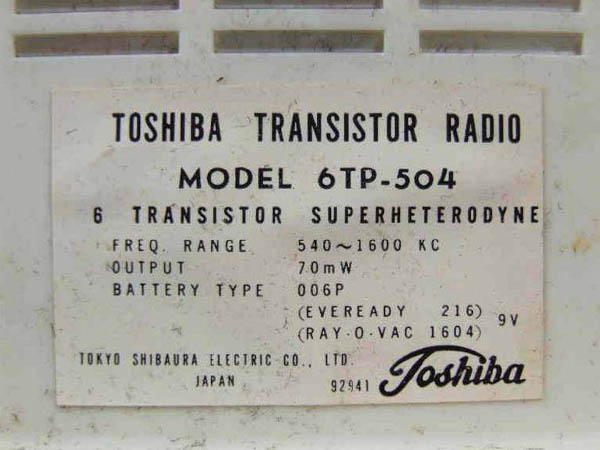 TOSHIBA TRANSISTOR RADIO
MODEL 6TP-504
6 TRANSISTOR SUPERHETERODYNE
FREQ. RANGE 540~1600 KC
OUTPUT 70mW
BATTERY TYPE 006P
(EVEREADY 216) 9V
(RAY-O-VAC 1604)
TOKYO SHIBAURA ELECTRIC CO., LTD.
JAPAN
92941 Toshiba